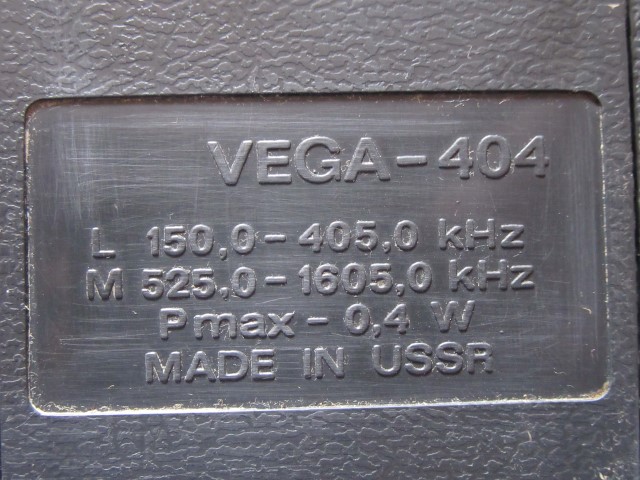 VEGA-404
L 150,0-405,0 kHz
M 525,0-1605,0 kHz
Pmax-0,4 W
MADE IN USSR